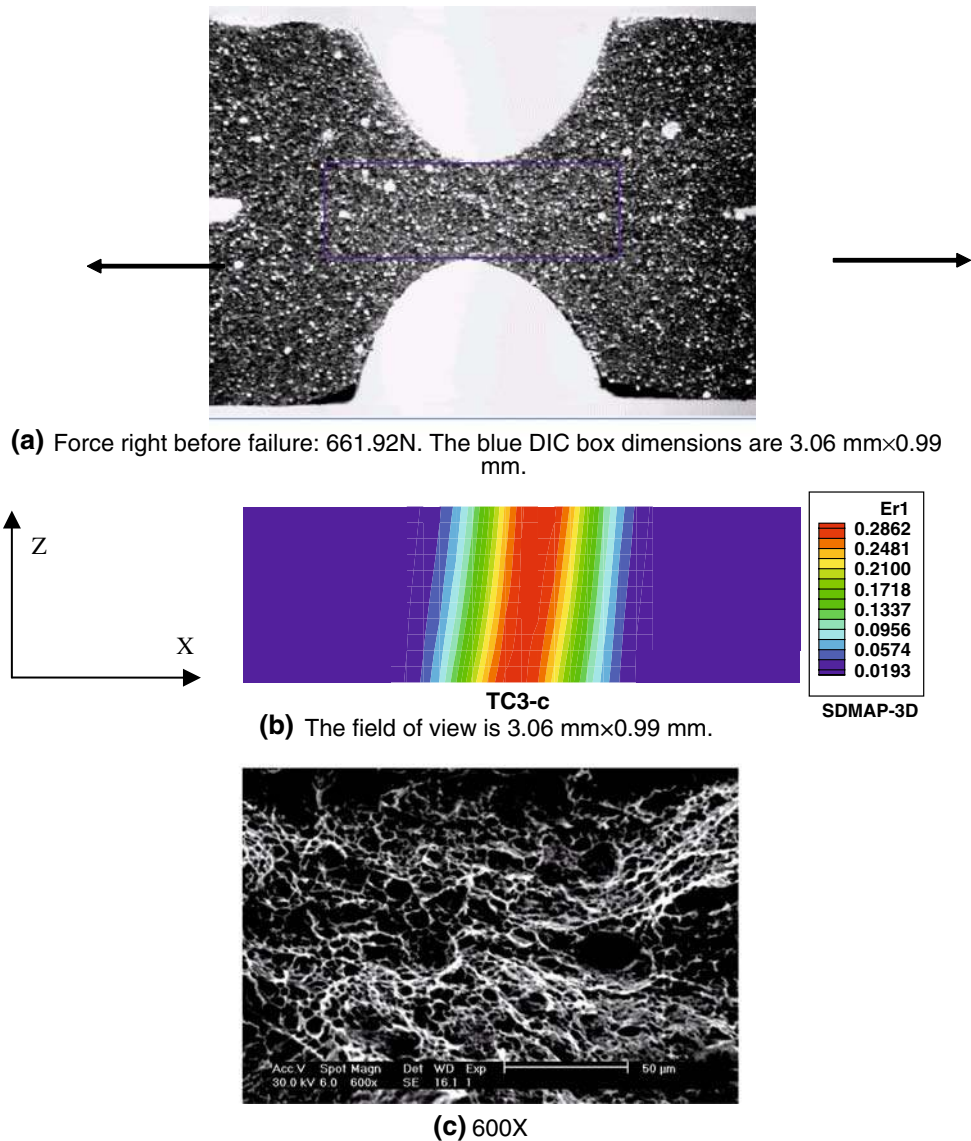 (a) Force right before failure: 661.92N. The blue DIC box dimensions are 3.06 mm×0.99
mm.
Z
X
Er1
0.2862
0.2481
0.2100
0.1718
0.1337
0.0956
0.0574
0.0193
SDMAP-3D
TC3-c
(b) The field of view is 3.06 mm×0.99 mm.
Acc.V Spot Magn Det WD Exp 50 µm
30.0 kV 6.0 600x SE 16.1 1
(c) 600X